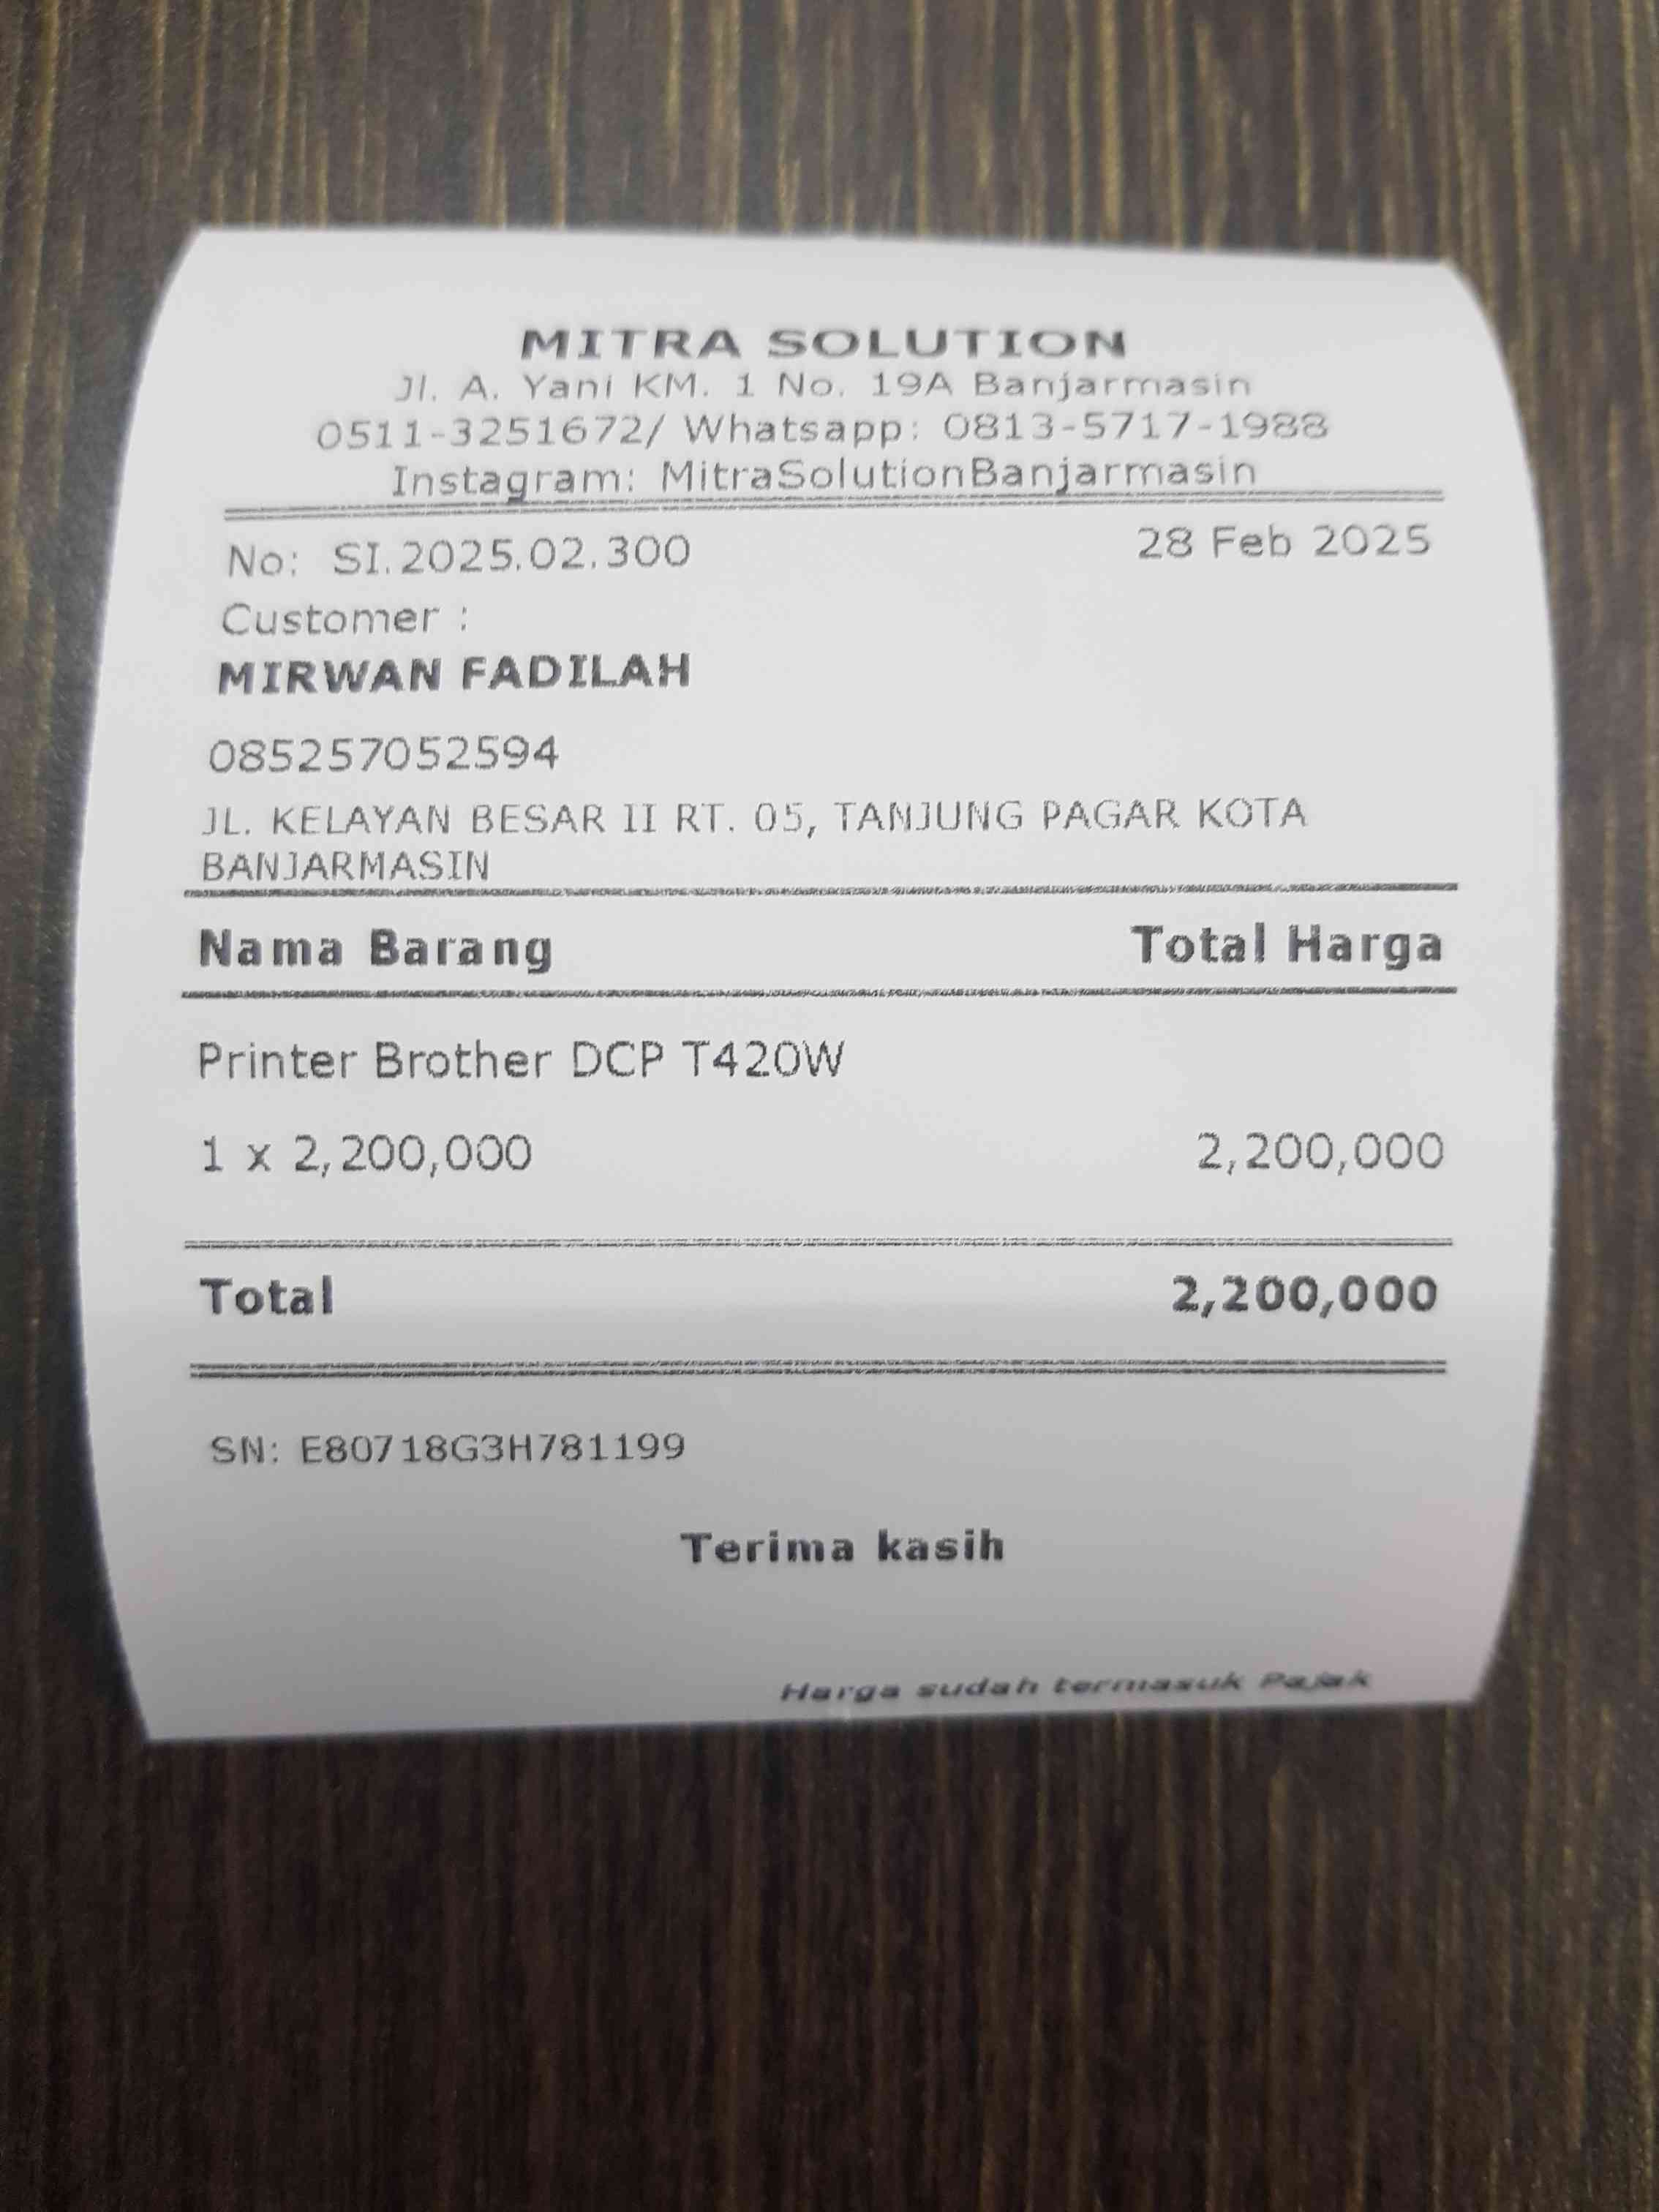 MITRA SOLUTION
Jl. A. Yani KM. 1 No. 19A Banjarmasin
0511-3251672/ Whatsapp: 0813-5717-1988
Instagram: MitraSolutionBanjarmasin
No: SI.2025.02.300 28 Feb 2025
Customer :
MIRWAN FADILAH
085257052594
JL. KELAYAN BESAR II RT. 05, TANJUNG PAGAR KOTA
BANJARMASIN
Nama Barang Total Harga
Printer Brother DCP T420W
1 x 2,200,000 2,200,000
Total 2,200,000
SN: E80718G3H781199
Terima kasih
Harga sudah termasuk Pajak